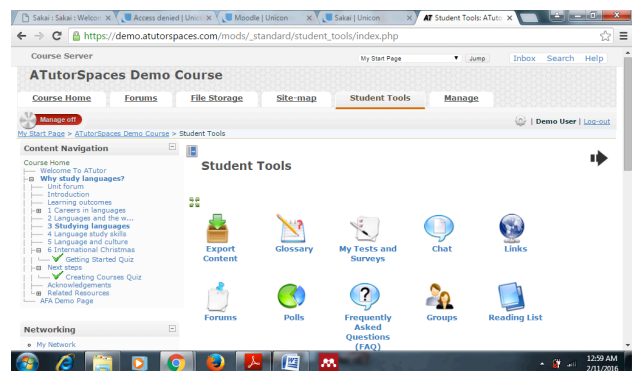 Sakai : Sakai : Welcom
Access denied | Unico
Moodle | Unicon
Sakai | Unicon
AT Student Tools: ATuto
https://demo.atutorspaces.com/mods/_standard/student_tools/index.php
Course Server
My Start Page
Jump
Inbox Search Help
ATutorSpaces Demo Course
Course Home Forums File Storage Site-map Student Tools Manage
Manage off
| Demo User | Log-out
My Start Page > ATutorSpaces Demo Course > Student Tools
Content Navigation
Course Home
Welcome To ATutor
Why study languages?
Unit forum
Introduction
Learning outcomes
1 Careers in languages
2 Languages and the w...
3 Studying languages
4 Language study skills
5 Language and culture
6 International Christmas
Getting Started Quiz
Next steps
Creating Courses Quiz
Acknowledgements
Related Resources
AFA Demo Page
Networking
My Network
Student Tools
Export Content
Glossary
My Tests and Surveys
Chat
Links
Forums
Polls
Frequently Asked Questions (FAQ)
Groups
Reading List
12:59 AM
2/11/2016